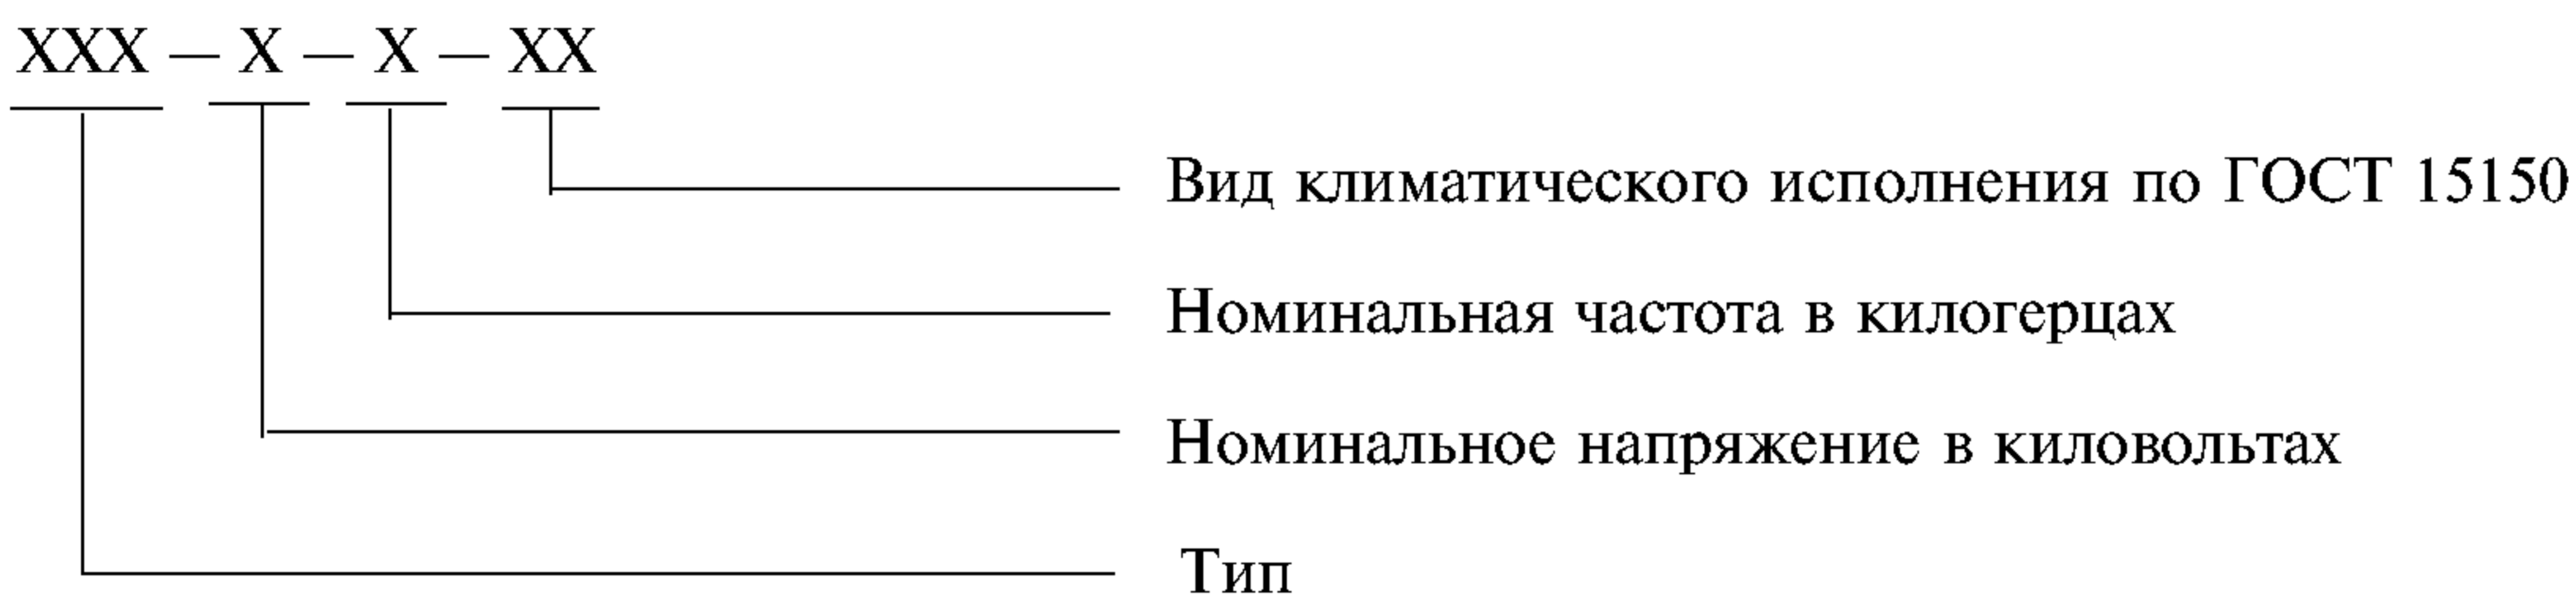 XXX — X — X — XX
Вид климатического исполнения по ГОСТ 15150
Номинальная частота в килогерцах
Номинальное напряжение в киловольтах
Тип